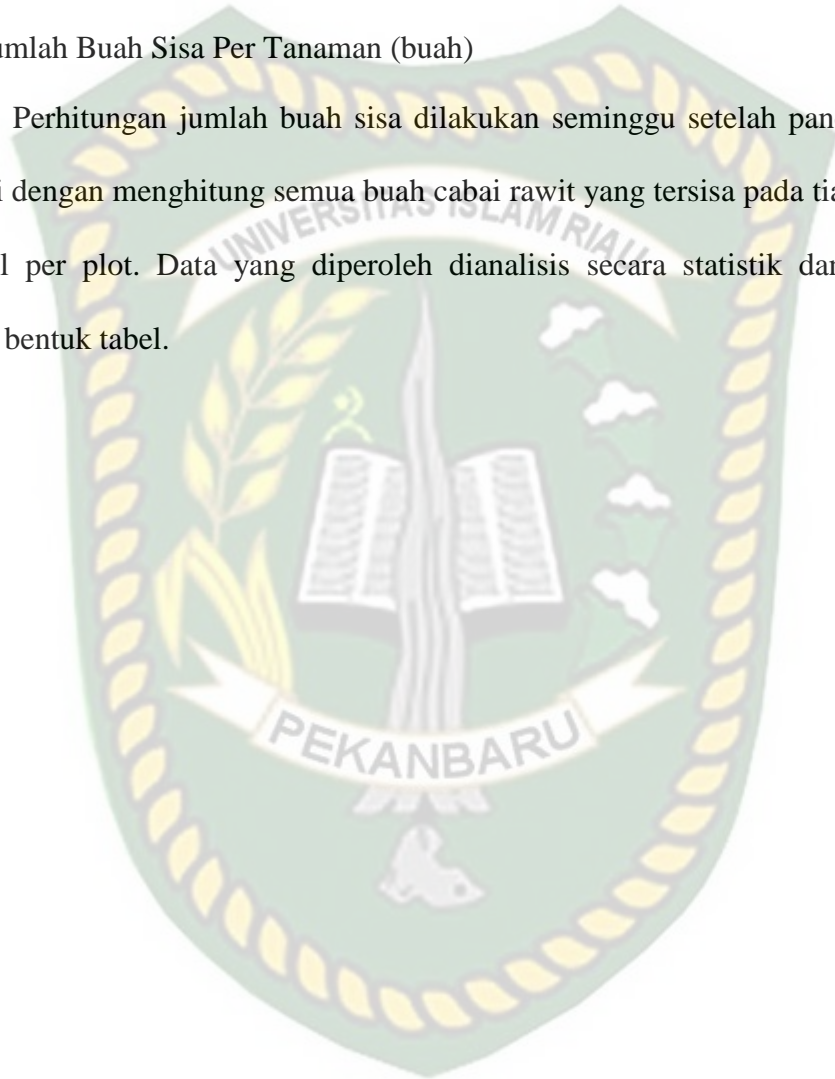 umlah Buah Sisa Per Tanaman (buah)
Perhitungan jumlah buah sisa dilakukan seminggu setelah pan
i dengan menghitung semua buah cabai rawit yang tersisa pada tia
l per plot. Data yang diperoleh dianalisis secara statistik dar
bentuk tabel.
UNIVERSITAS ISLAM RIAU
PEKANBARU